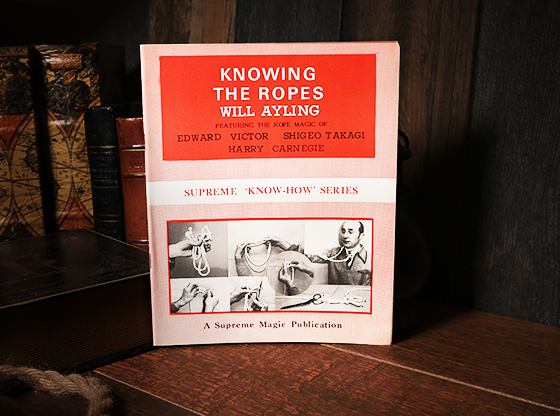 KNOWING
THE ROPES
WILL AYLING
FEATURING THE ROPE MAGIC OF
EDWARD VICTOR SHIGEO TAKAGI
HARRY CARNEGIE
SUPREME 'KNOW-HOW' SERIES
A Supreme Magic Publication